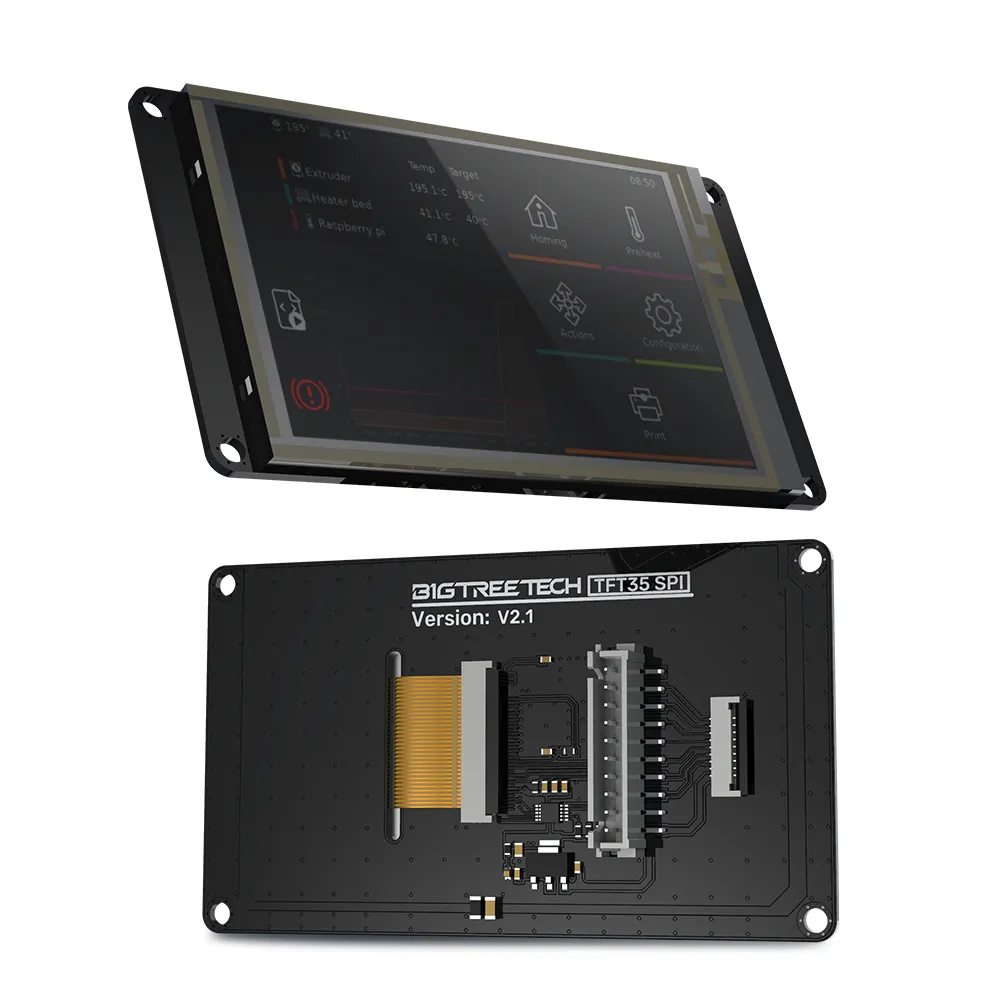 195° 41°
Temp Target
08:50
Extruder 195.1°C 195°C
Heater bed 41.1°C 40°C
Raspberry pi 47.8°C
Homing
Preheat
Actions
Configuration
Print
BIGTREETECH TFT35 SPI
Version: V2.1